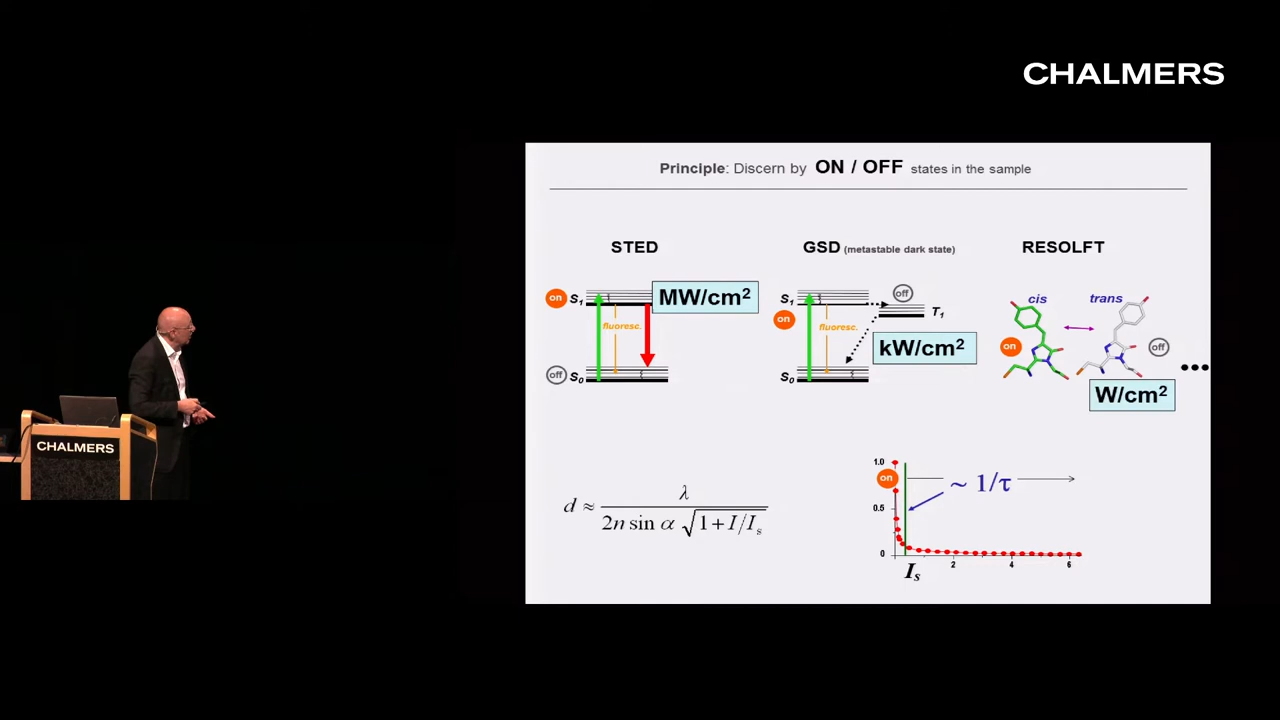 CHALMERS
Principle: Discern by ON / OFF states in the sample
STED
GSD (metastable dark state)
RESOLFT
on
S1
MW/cm2
fluoresc.
off
S0
S1
on
off
T1
fluoresc.
kW/cm2
S0
cis
trans
on
off
W/cm2
•••
d ≈ λ / 2n sin α √1+I/Is
1.0
on
~ 1/τ
0.5
0
2
4
6
Is
CHALMERS